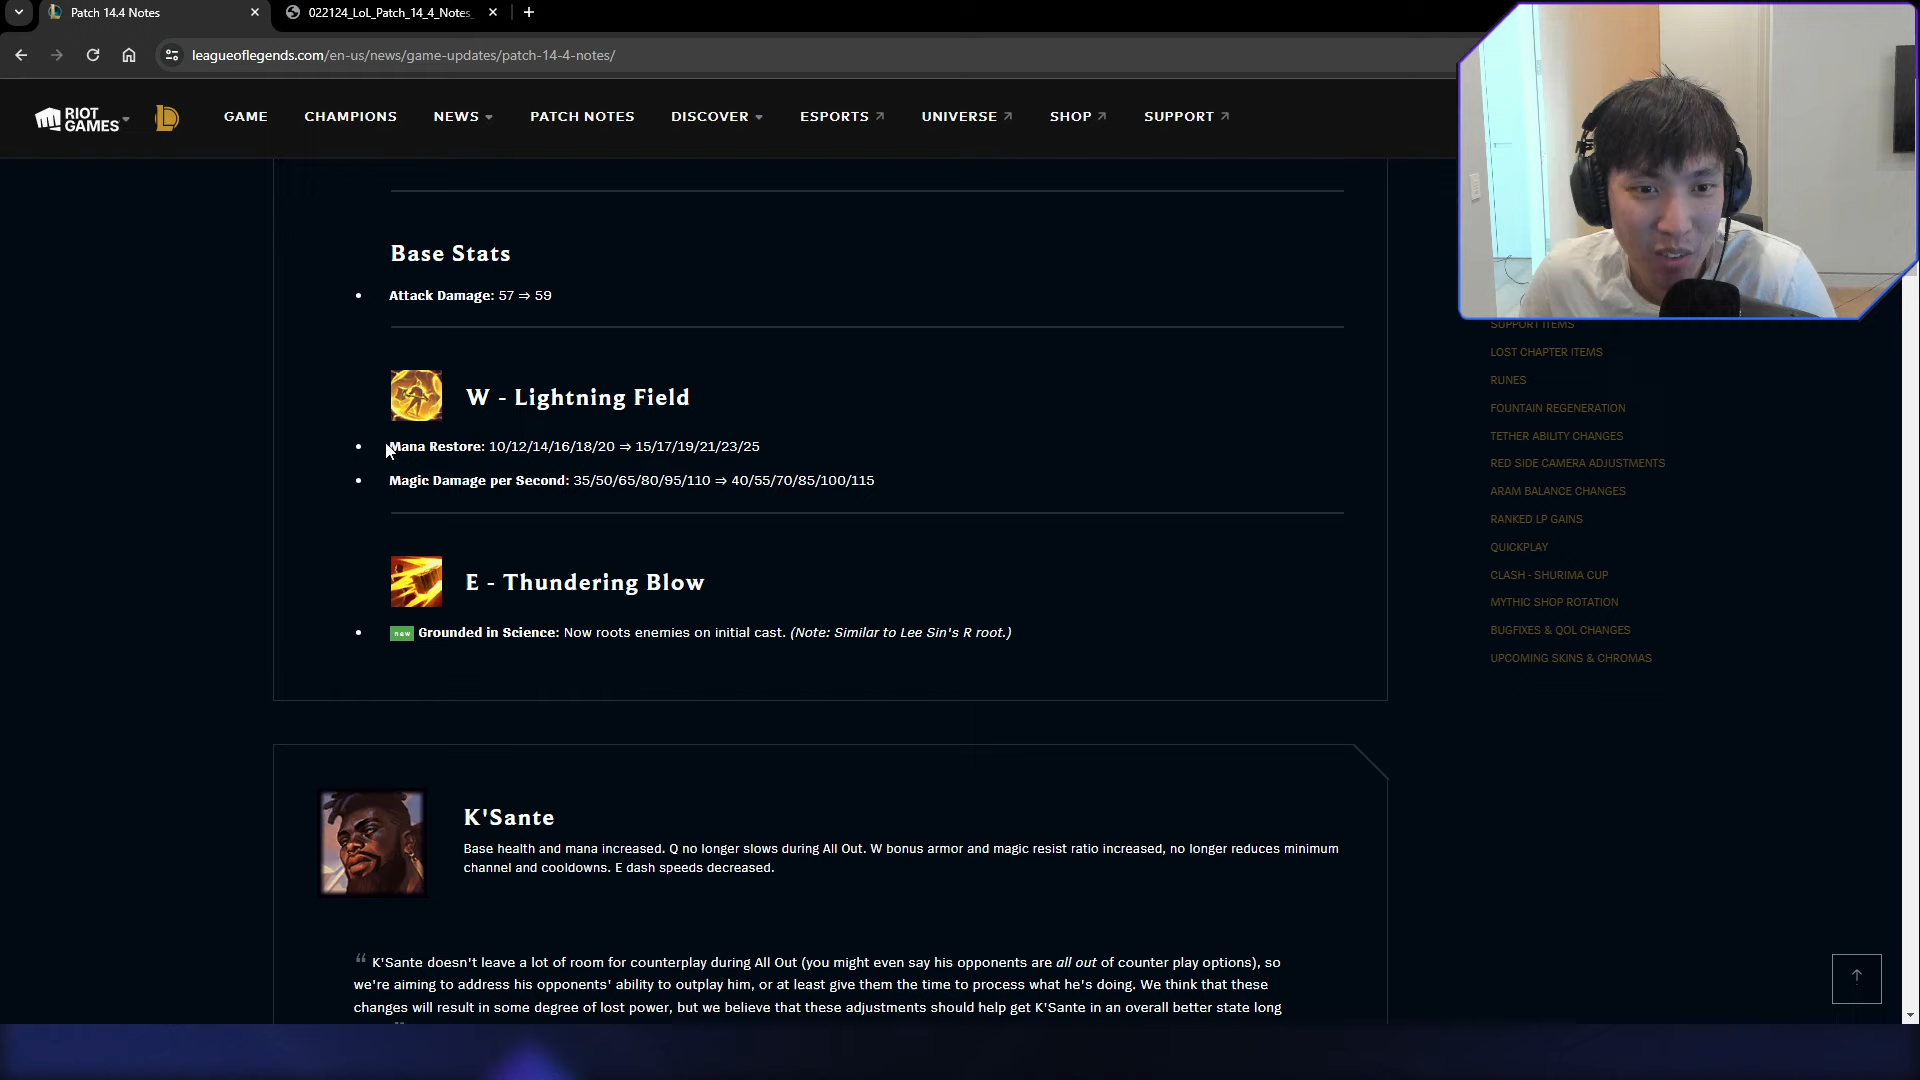 Patch 14.4 Notes
022124_LoL_Patch_14_4_Notes_
leagueoflegends.com/en-us/news/game-updates/patch-14-4-notes/
RIOT GAMES
GAME CHAMPIONS NEWS PATCH NOTES DISCOVER ESPORTS UNIVERSE SHOP SUPPORT
Base Stats
Attack Damage: 57 ⇒ 59
W - Lightning Field
Mana Restore: 10/12/14/16/18/20 ⇒ 15/17/19/21/23/25
Magic Damage per Second: 35/50/65/80/95/110 ⇒ 40/55/70/85/100/115
E - Thundering Blow
new Grounded in Science: Now roots enemies on initial cast. (Note: Similar to Lee Sin's R root.)
K'Sante
Base health and mana increased. Q no longer slows during All Out. W bonus armor and magic resist ratio increased, no longer reduces minimum
channel and cooldowns. E dash speeds decreased.
“ K'Sante doesn't leave a lot of room for counterplay during All Out (you might even say his opponents are all out of counter play options), so
we're aiming to address his opponents' ability to outplay him, or at least give them the time to process what he's doing. We think that these
changes will result in some degree of lost power, but we believe that these adjustments should help get K'Sante in an overall better state long
SUPPORT ITEMS
LOST CHAPTER ITEMS
RUNES
FOUNTAIN REGENERATION
TETHER ABILITY CHANGES
RED SIDE CAMERA ADJUSTMENTS
ARAM BALANCE CHANGES
RANKED LP GAINS
QUICKPLAY
CLASH - SHURIMA CUP
MYTHIC SHOP ROTATION
BUGFIXES & QOL CHANGES
UPCOMING SKINS & CHROMAS